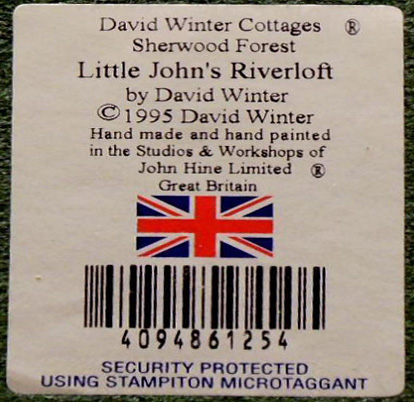 David Winter Cottages ®
Sherwood Forest
Little John's Riverloft
by David Winter
© 1995 David Winter
Hand made and hand painted
in the Studios & Workshops of
John Hine Limited ®
Great Britain
4094861254
SECURITY PROTECTED
USING STAMPITON MICROTAGGANT